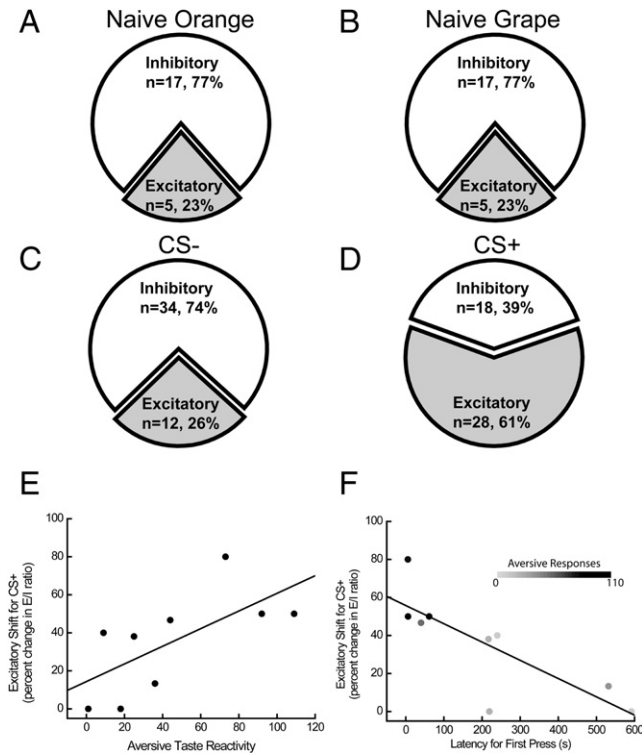 A
Naive Orange
Inhibitory
n=17, 77%
Excitatory
n=5, 23%
B
Naive Grape
Inhibitory
n=17, 77%
Excitatory
n=5, 23%
C
CS-
Inhibitory
n=34, 74%
Excitatory
n=12, 26%
D
CS+
Inhibitory
n=18, 39%
Excitatory
n=28, 61%
E
Excitatory Shift for CS+
(percent change in E/I ratio)
100
80
60
40
20
0
0 20 40 60 80 100 120
Aversive Taste Reactivity
F
Excitatory Shift for CS+
(percent change in E/I ratio)
100
80
60
40
20
0
Aversive Responses
0 110
0 100 200 300 400 500 600
Latency for First Press (s)